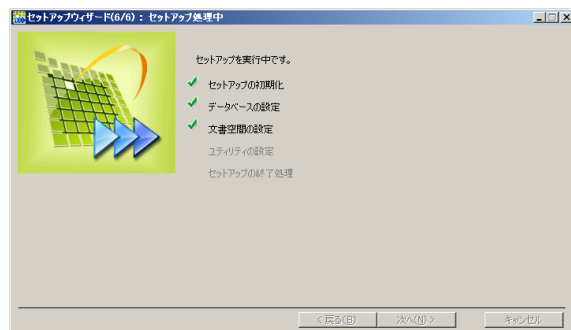 セットアップウィザード(6/6) : セットアップ処理中
セットアップを実行中です。
セットアップの初期化
データベースの設定
文書空間の設定
ユティリティの設定
セットアップの終了処理
< 戻る(B)
次へ(N) >
キャンセル